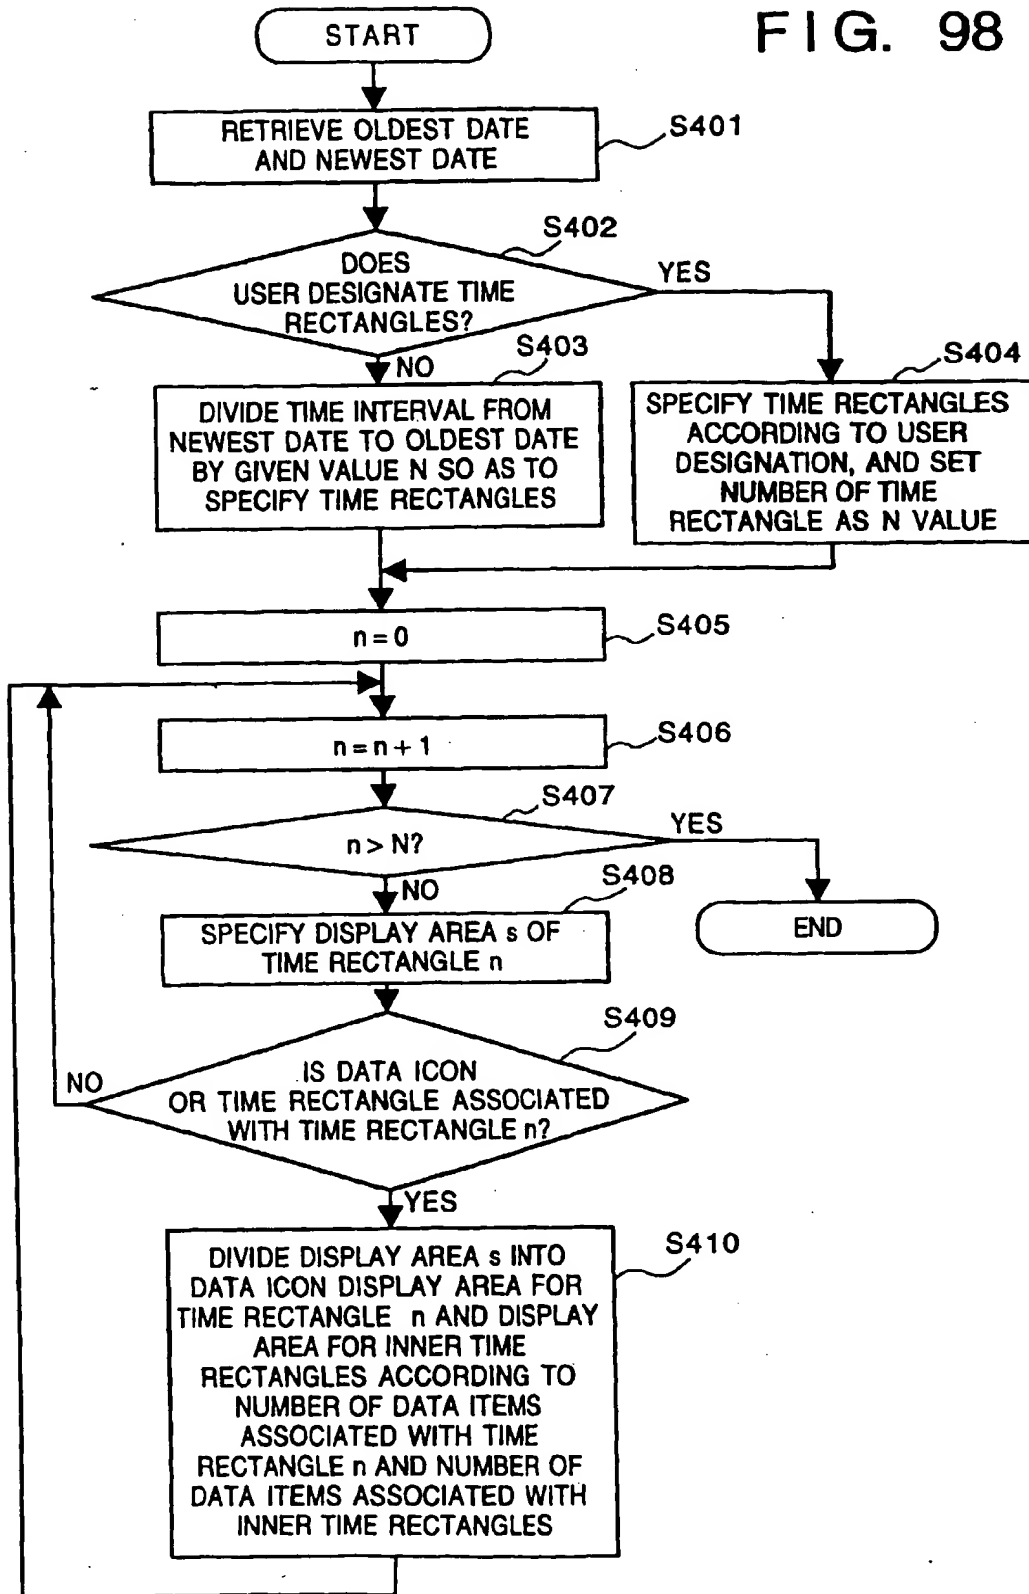 FIG. 98
START
RETRIEVE OLDEST DATE
AND NEWEST DATE
S401
S402
DOES
USER DESIGNATE TIME
RECTANGLES?
YES
NO
S403
DIVIDE TIME INTERVAL FROM
NEWEST DATE TO OLDEST DATE
BY GIVEN VALUE N SO AS TO
SPECIFY TIME RECTANGLES
S404
SPECIFY TIME RECTANGLES
ACCORDING TO USER
DESIGNATION, AND SET
NUMBER OF TIME
RECTANGLE AS N VALUE
n = 0
S405
n = n + 1
S406
S407
n > N?
YES
END
NO
S408
SPECIFY DISPLAY AREA s OF
TIME RECTANGLE n
S409
IS DATA ICON
OR TIME RECTANGLE ASSOCIATED
WITH TIME RECTANGLE n?
NO
YES
S410
DIVIDE DISPLAY AREA s INTO
DATA ICON DISPLAY AREA FOR
TIME RECTANGLE n AND DISPLAY
AREA FOR INNER TIME
RECTANGLES ACCORDING TO
NUMBER OF DATA ITEMS
ASSOCIATED WITH TIME
RECTANGLE n AND NUMBER OF
DATA ITEMS ASSOCIATED WITH
INNER TIME RECTANGLES